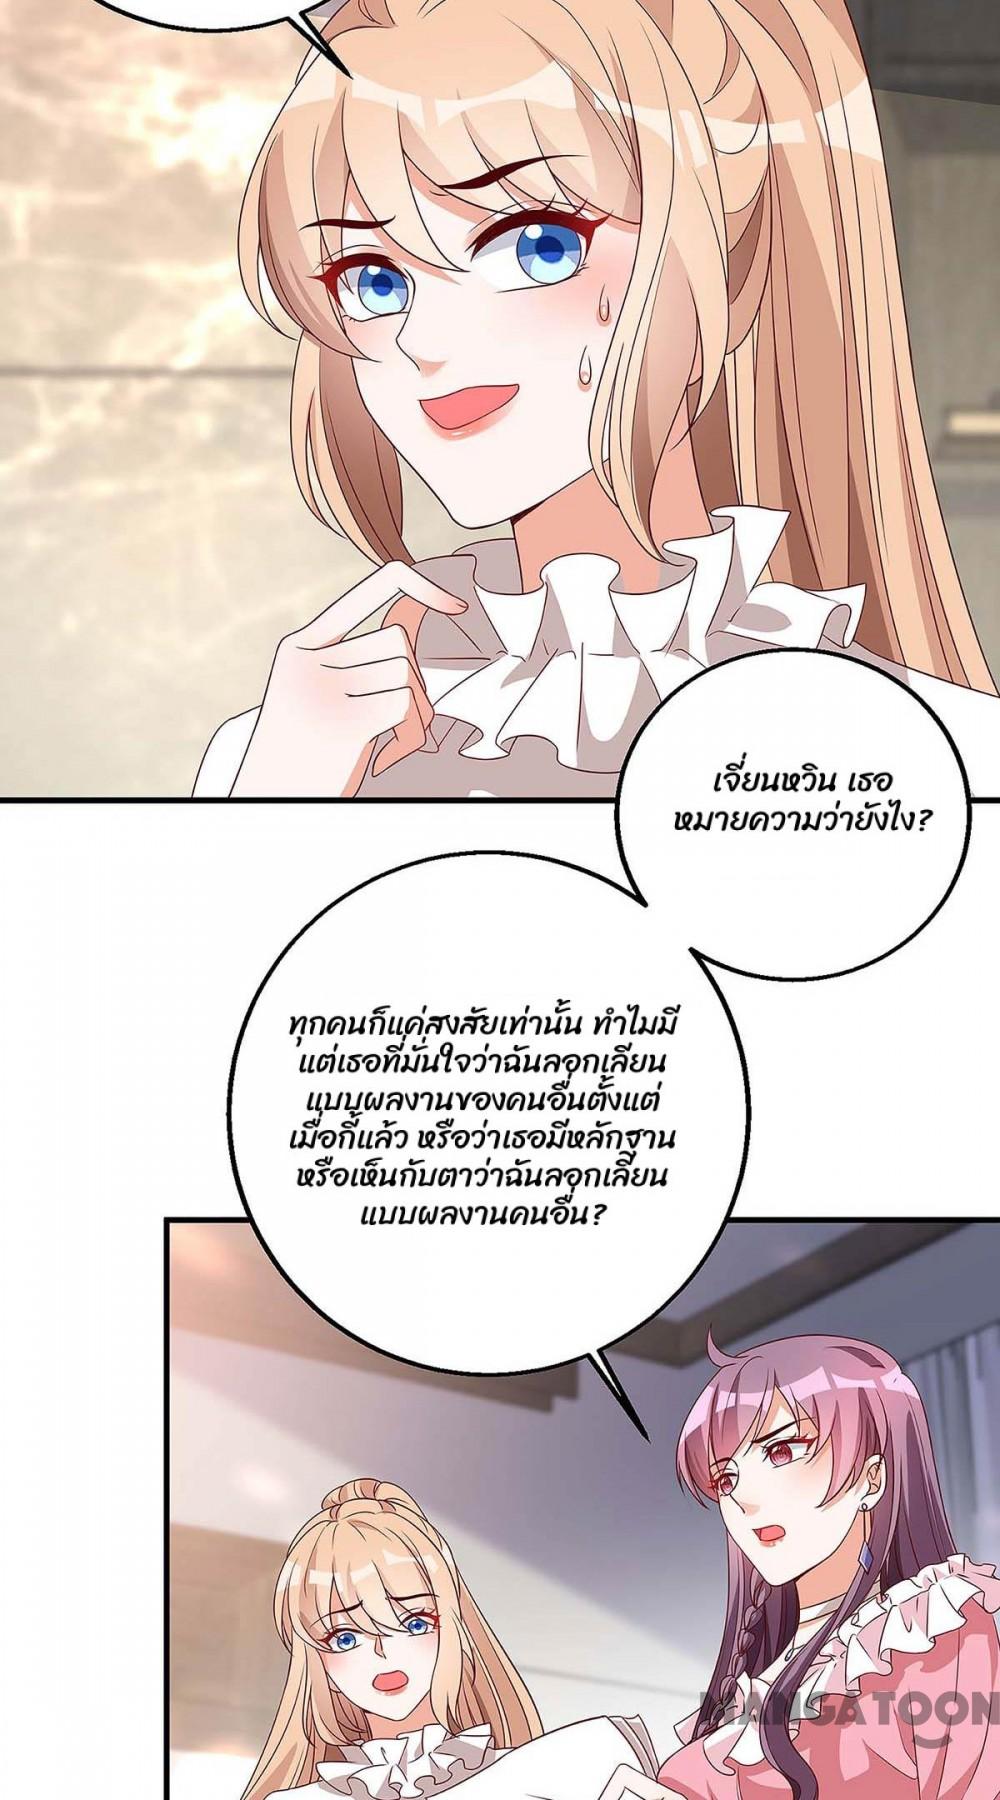 เจี่ยนหวิน เธอ
หมายความว่ายังไง?
ทุกคนก็แค่สงสัยเท่านั้น ทำไมมี
แต่เธอที่มั่นใจว่าฉันลอกเลียน
แบบผลงานของคนอื่นตั้งแต่
เมื่อกี้แล้ว หรือว่าเธอมีหลักฐาน
หรือเห็นกับตาว่าฉันลอกเลียน
แบบผลงานคนอื่น?
MANGATOON